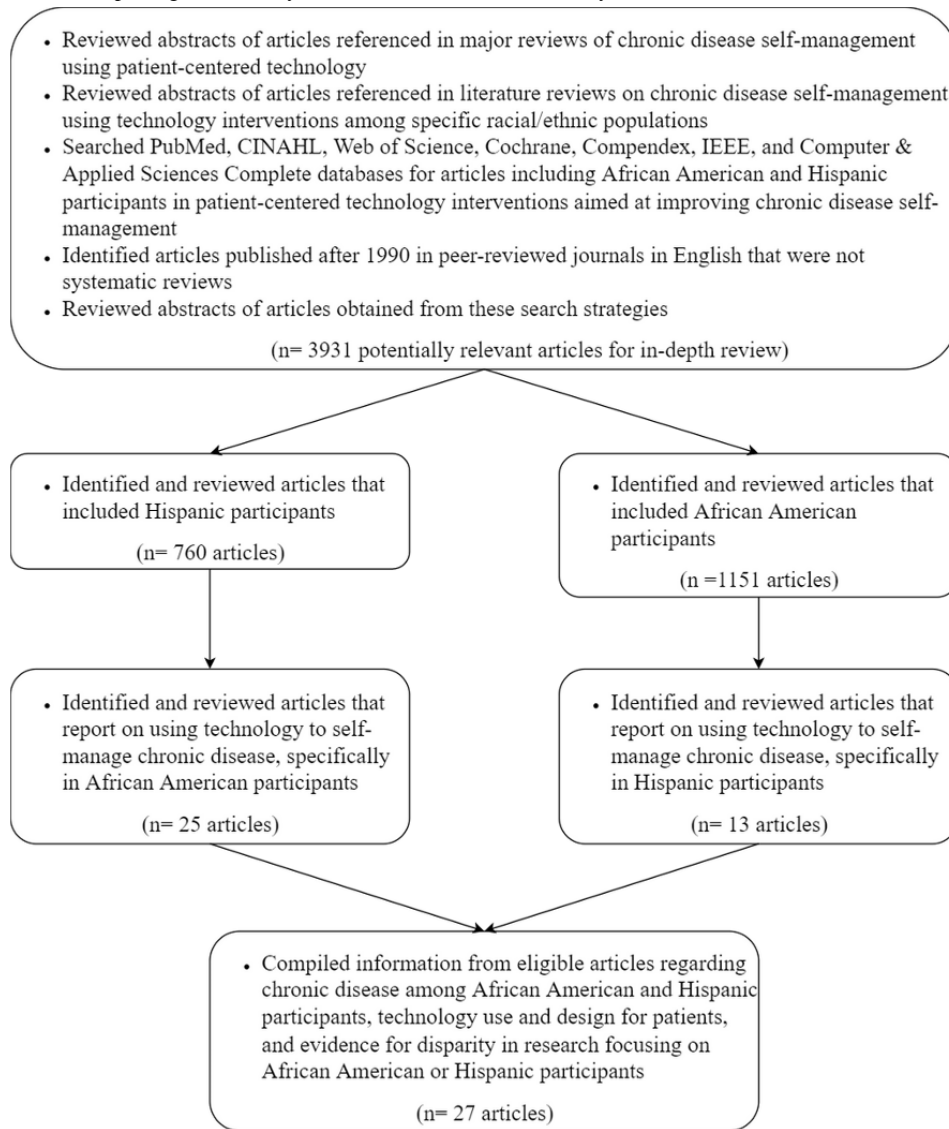 • Reviewed abstracts of articles referenced in major reviews of chronic disease self-management
using patient-centered technology
• Reviewed abstracts of articles referenced in literature reviews on chronic disease self-management
using technology interventions among specific racial/ethnic populations
• Searched PubMed, CINAHL, Web of Science, Cochrane, Compendex, IEEE, and Computer &
Applied Sciences Complete databases for articles including African American and Hispanic
participants in patient-centered technology interventions aimed at improving chronic disease self-
management
• Identified articles published after 1990 in peer-reviewed journals in English that were not
systematic reviews
• Reviewed abstracts of articles obtained from these search strategies
(n= 3931 potentially relevant articles for in-depth review)
• Identified and reviewed articles that
included Hispanic participants
(n= 760 articles)
• Identified and reviewed articles that
included African American
participants
(n =1151 articles)
• Identified and reviewed articles that
report on using technology to self-
manage chronic disease, specifically
in African American participants
(n= 25 articles)
• Identified and reviewed articles that
report on using technology to self-
manage chronic disease, specifically
in Hispanic participants
(n= 13 articles)
• Compiled information from eligible articles regarding
chronic disease among African American and Hispanic
participants, technology use and design for patients,
and evidence for disparity in research focusing on
African American or Hispanic participants
(n= 27 articles)